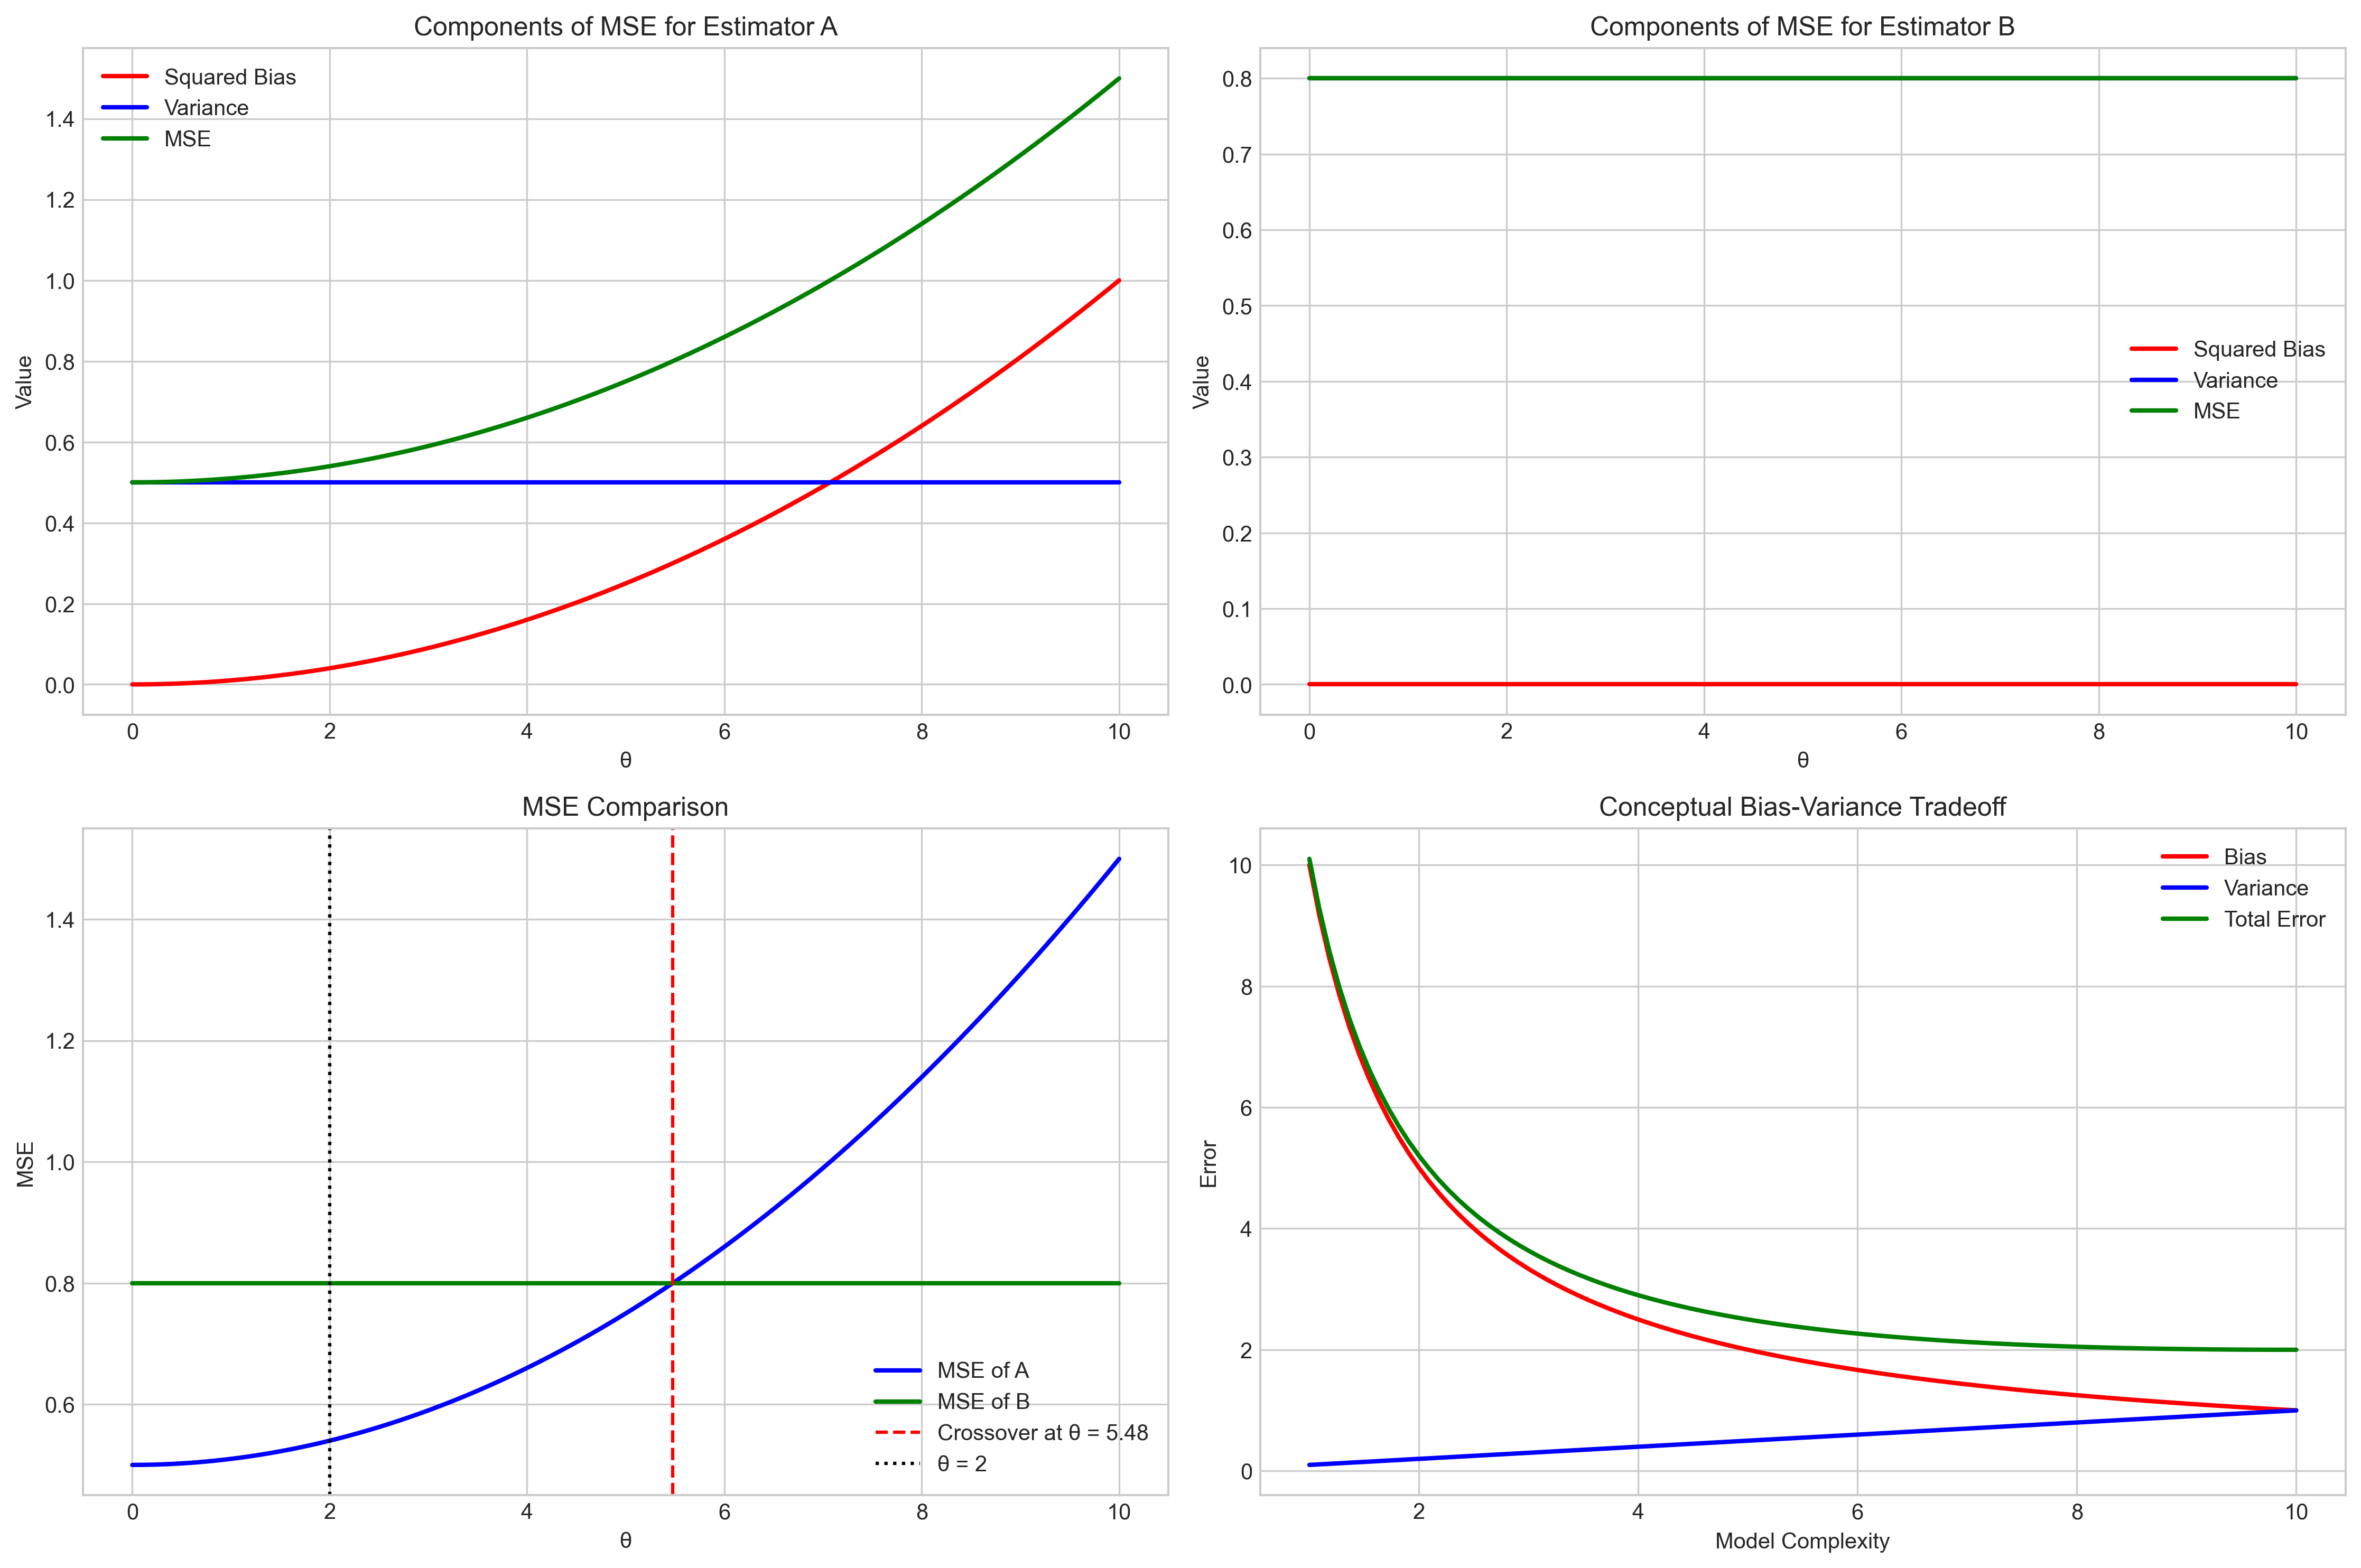 Components of MSE for Estimator A
Squared Bias
Variance
MSE
Value
1.4
1.2
1.0
0.8
0.6
0.4
0.2
0.0
0 2 4 6 8 10
θ
Components of MSE for Estimator B
Squared Bias
Variance
MSE
Value
0.8
0.7
0.6
0.5
0.4
0.3
0.2
0.1
0.0
0 2 4 6 8 10
θ
MSE Comparison
MSE
1.4
1.2
1.0
0.8
0.6
MSE of A
MSE of B
Crossover at θ = 5.48
θ = 2
0 2 4 6 8 10
θ
Conceptual Bias-Variance Tradeoff
Bias
Variance
Total Error
Error
10
8
6
4
2
0
2 4 6 8 10
Model Complexity